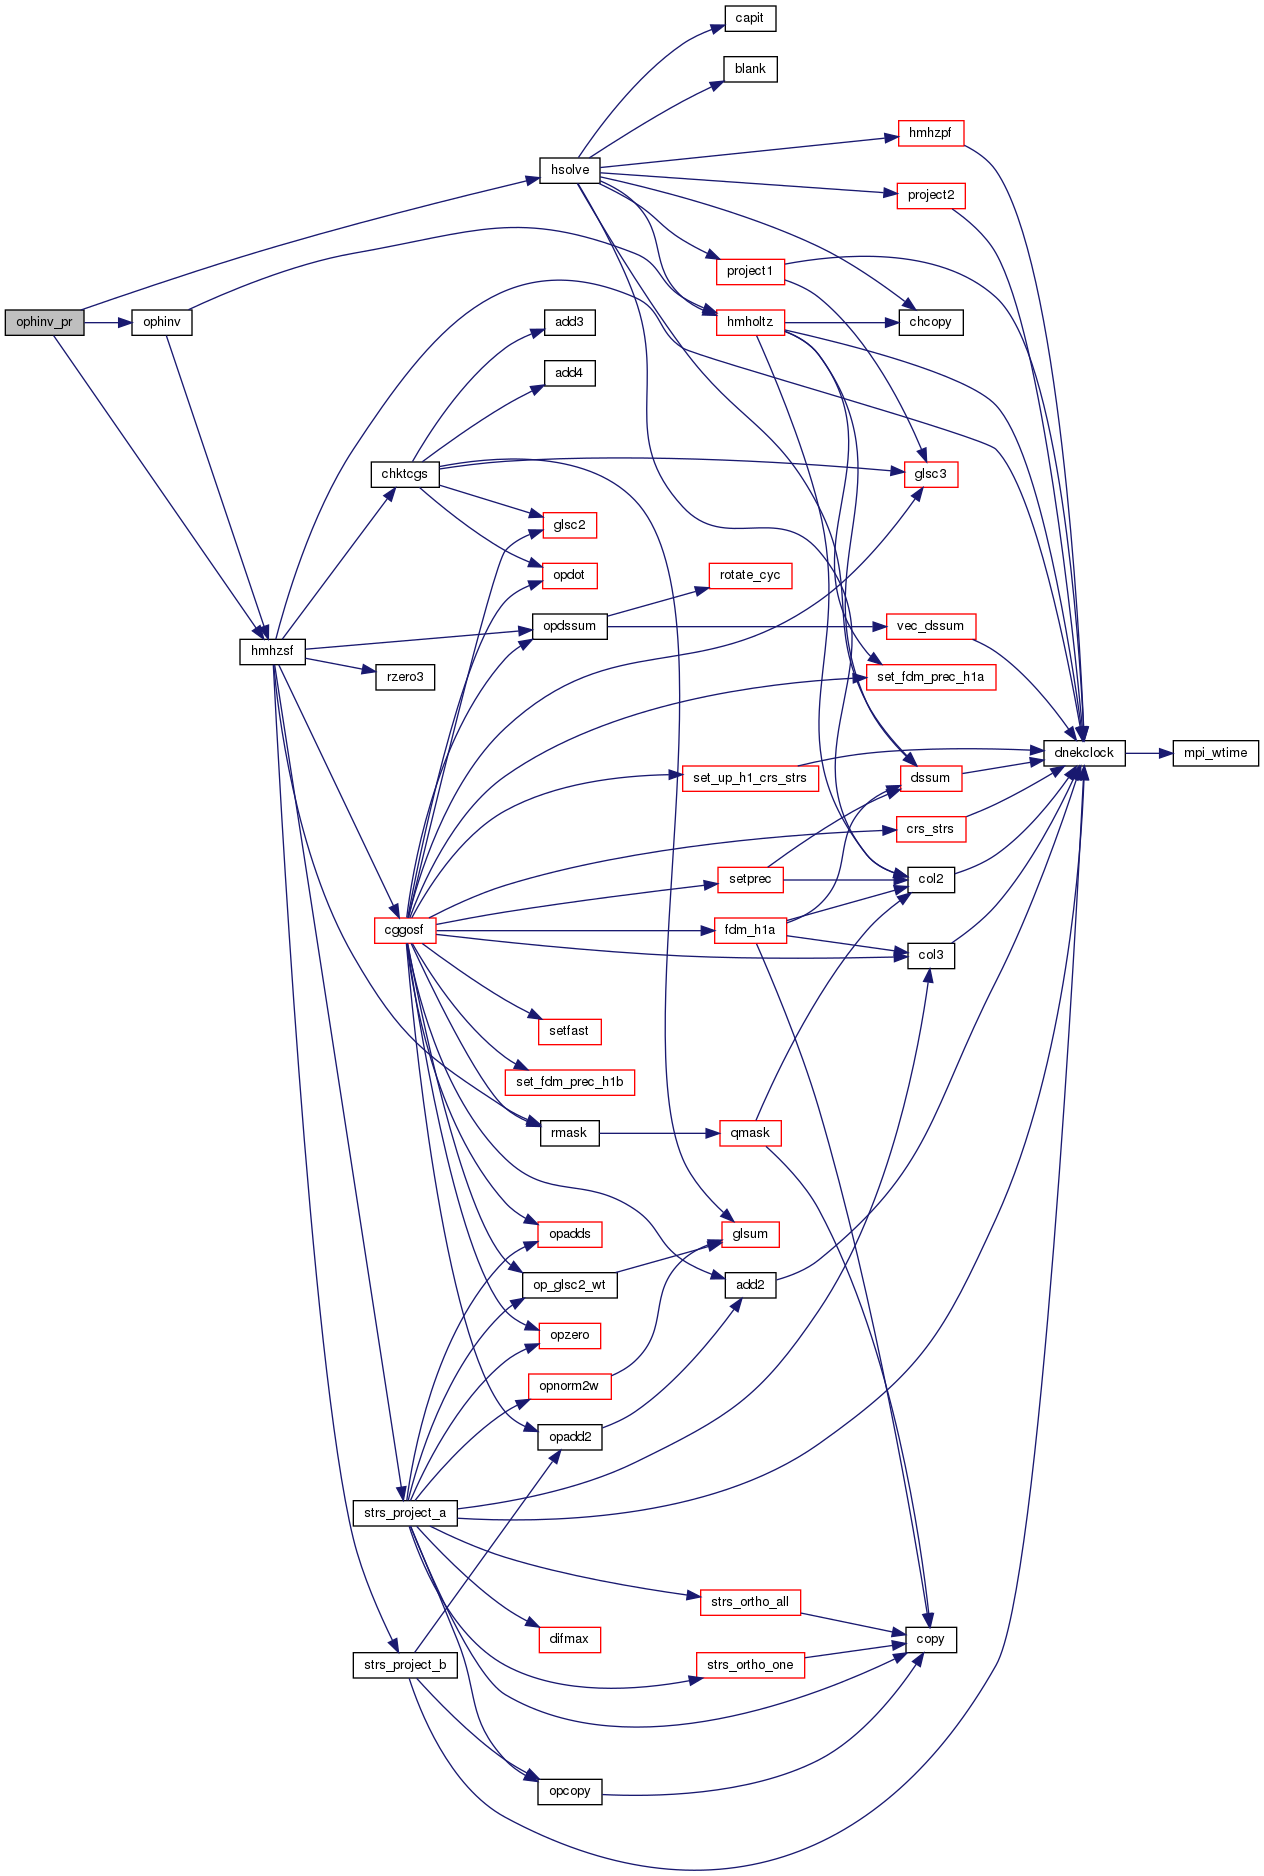 capit
blank
hmhzpf
hsolve
project2
project1
ophinv_pr
ophinv
add3
hmholtz
chcopy
add4
chktcgs
glsc3
glsc2
opdot
rotate_cyc
opdssum
vec_dssum
hmhzsf
rzero3
set_fdm_prec_h1a
dnekclock
mpi_wtime
set_up_h1_crs_strs
dssum
crs_strs
setprec
col2
cggosf
fdm_h1a
col3
setfast
set_fdm_prec_h1b
rmask
qmask
opadds
glsum
op_glsc2_wt
add2
opzero
opnorm2w
opadd2
strs_project_a
strs_ortho_all
difmax
copy
strs_project_b
strs_ortho_one
opcopy